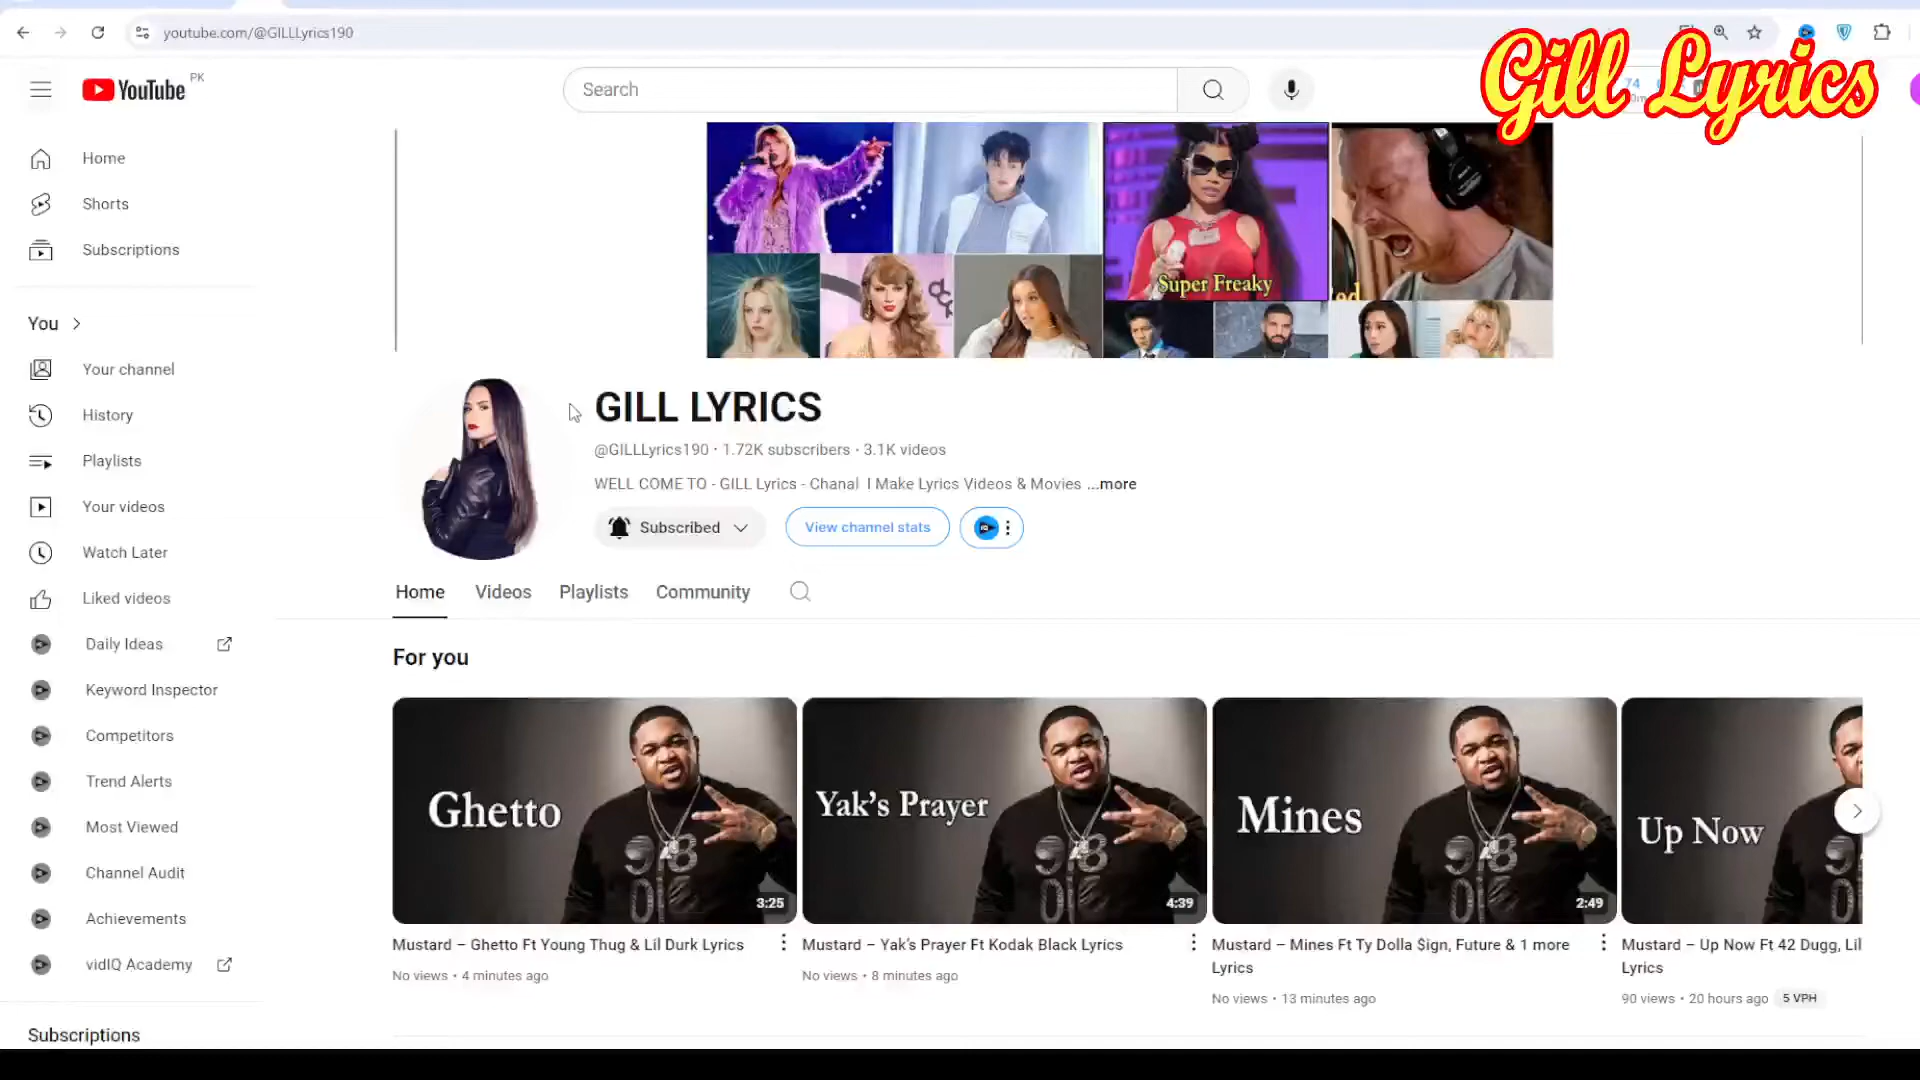 youtube.com/@GILLLyrics190
Gill Lyrics
YouTube PK
Search
Home
Shorts
Subscriptions
You
Your channel
History
Playlists
Your videos
Watch Later
Liked videos
Daily Ideas
Keyword Inspector
Competitors
Trend Alerts
Most Viewed
Channel Audit
Achievements
vidIQ Academy
Subscriptions
Super Freaky
GILL LYRICS
@GILLLyrics190 · 1.72K subscribers · 3.1K videos
WELL COME TO - GILL Lyrics - Chanal I Make Lyrics Videos & Movies ...more
Subscribed
View channel stats
Home Videos Playlists Community
For you
Ghetto
3:25
Mustard – Ghetto Ft Young Thug & Lil Durk Lyrics
No views • 4 minutes ago
Yak's Prayer
4:39
Mustard – Yak's Prayer Ft Kodak Black Lyrics
No views • 8 minutes ago
Mines
2:49
Mustard – Mines Ft Ty Dolla $ign, Future & 1 more
Lyrics
No views • 13 minutes ago
Up Now
Mustard – Up Now Ft 42 Dugg, Lil
Lyrics
90 views • 20 hours ago 5 VPH